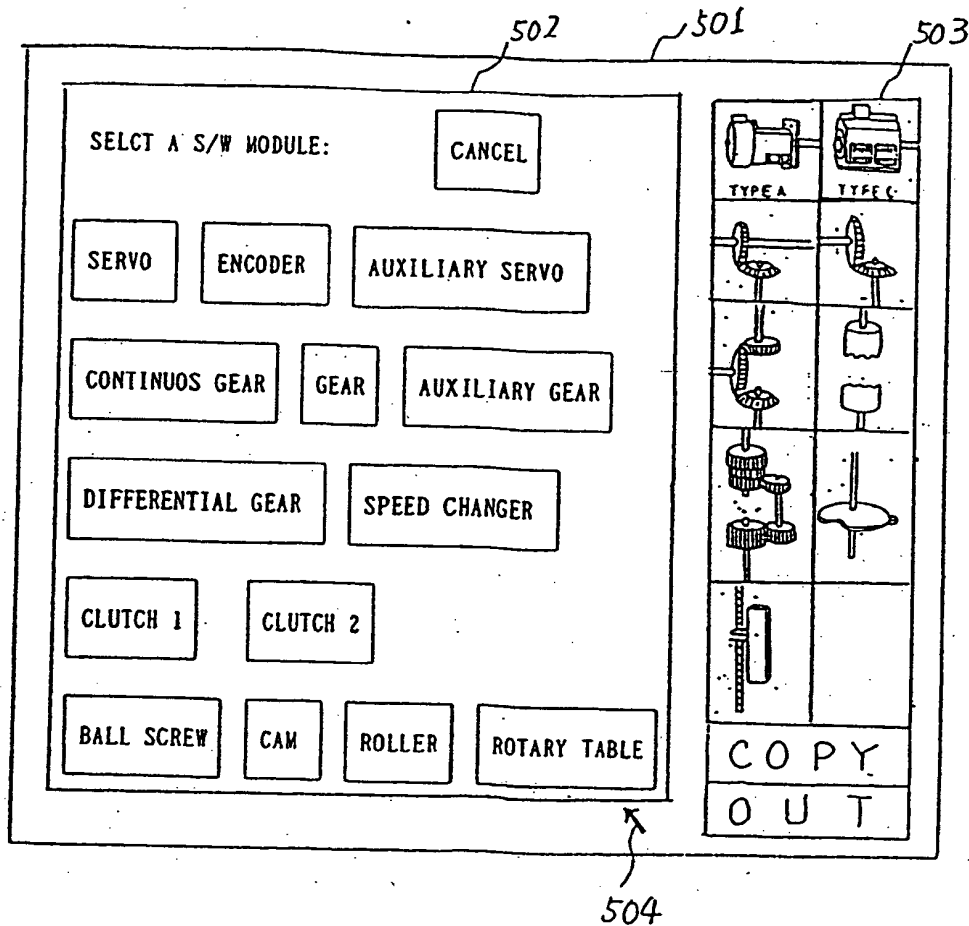 502
501
503
SELCT A S/W MODULE:
CANCEL
TYPE A
TYPE C
SERVO
ENCODER
AUXILIARY SERVO
CONTINUOS GEAR
GEAR
AUXILIARY GEAR
DIFFERENTIAL GEAR
SPEED CHANGER
CLUTCH 1
CLUTCH 2
BALL SCREW
CAM
ROLLER
ROTARY TABLE
COPY
OUT
504